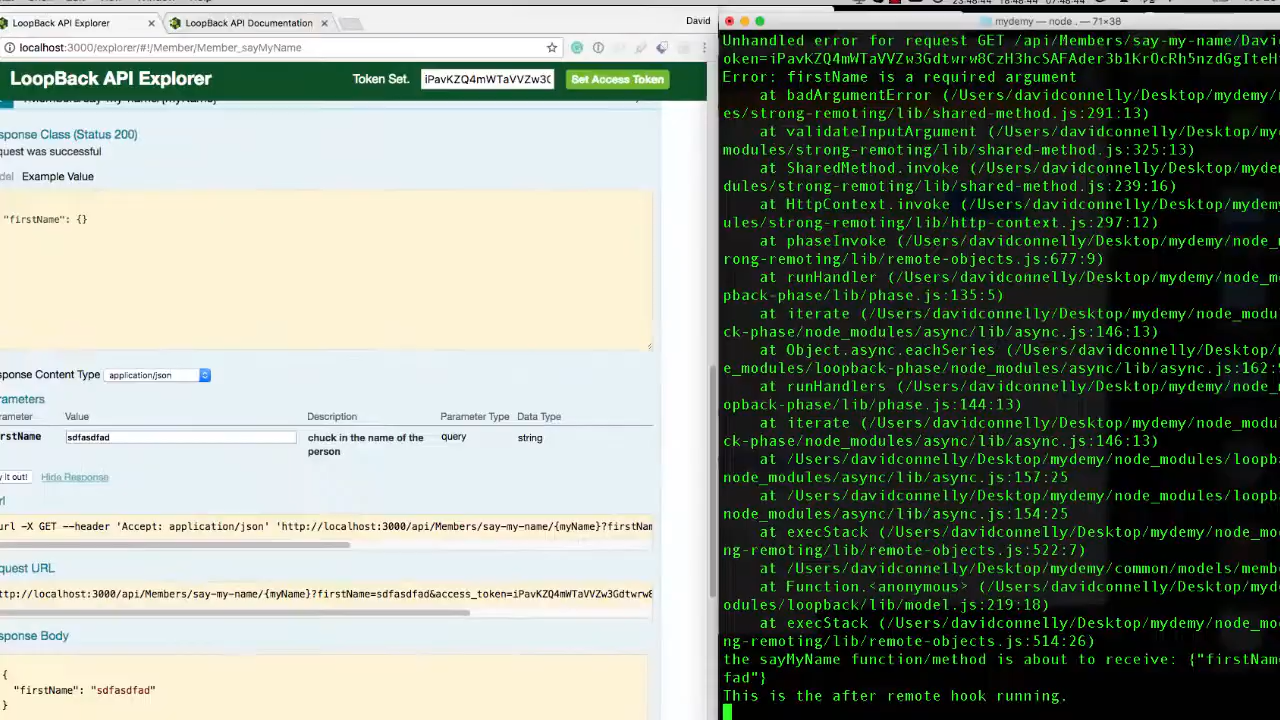 LoopBack API Explorer
LoopBack API Documentation
David
localhost:3000/explorer/#!/Member/Member_sayMyName
LoopBack API Explorer
Token Set.
iPavKZQ4mWTaVVZw3G
Set Access Token
sponse Class (Status 200)
quest was successful
del Example Value
"firstName": {}
sponse Content Type application/json
rameters
rameter Value Description Parameter Type Data Type
rstName sdfasdfad chuck in the name of the person query string
y it out! Hide Response
rl
url -X GET --header 'Accept: application/json' 'http://localhost:3000/api/Members/say-my-name/{myName}?firstNam
quest URL
ttp://localhost:3000/api/Members/say-my-name/{myName}?firstName=sdfasdfad&access_token=iPavKZQ4mWTaVVZw3Gdtwrw8
sponse Body
{
"firstName": "sdfasdfad"
}
mydemy — node . — 71×38
Unhandled error for request GET /api/Members/say-my-name/Davi
oken=iPavKZQ4mWTaVVZw3Gdtwrw8CzH3hcSAFAder3b1KrOcRh5nzdGgIteH
Error: firstName is a required argument
at badArgumentError (/Users/davidconnelly/Desktop/mydemy/
es/strong-remoting/lib/shared-method.js:291:13)
at validateInputArgument (/Users/davidconnelly/Desktop/my
modules/strong-remoting/lib/shared-method.js:325:13)
at SharedMethod.invoke (/Users/davidconnelly/Desktop/myde
dules/strong-remoting/lib/shared-method.js:239:16)
at HttpContext.invoke (/Users/davidconnelly/Desktop/mydem
ules/strong-remoting/lib/http-context.js:297:12)
at phaseInvoke (/Users/davidconnelly/Desktop/mydemy/node_
rong-remoting/lib/remote-objects.js:677:9)
at runHandler (/Users/davidconnelly/Desktop/mydemy/node_m
pback-phase/lib/phase.js:135:5)
at iterate (/Users/davidconnelly/Desktop/mydemy/node_modu
ck-phase/node_modules/async/lib/async.js:146:13)
at Object.async.eachSeries (/Users/davidconnelly/Desktop/
e_modules/loopback-phase/node_modules/async/lib/async.js:162:
at runHandlers (/Users/davidconnelly/Desktop/mydemy/node_
opback-phase/lib/phase.js:144:13)
at iterate (/Users/davidconnelly/Desktop/mydemy/node_modu
ck-phase/node_modules/async/lib/async.js:146:13)
at /Users/davidconnelly/Desktop/mydemy/node_modules/loopb
node_modules/async/lib/async.js:157:25
at /Users/davidconnelly/Desktop/mydemy/node_modules/loopb
node_modules/async/lib/async.js:154:25
at execStack (/Users/davidconnelly/Desktop/mydemy/node_mo
ng-remoting/lib/remote-objects.js:522:7)
at /Users/davidconnelly/Desktop/mydemy/common/models/memb
at Function.<anonymous> (/Users/davidconnelly/Desktop/myd
odules/loopback/lib/model.js:219:18)
at execStack (/Users/davidconnelly/Desktop/mydemy/node_mo
ng-remoting/lib/remote-objects.js:514:26)
the sayMyName function/method is about to receive: {"firstNam
fad"}
This is the after remote hook running.